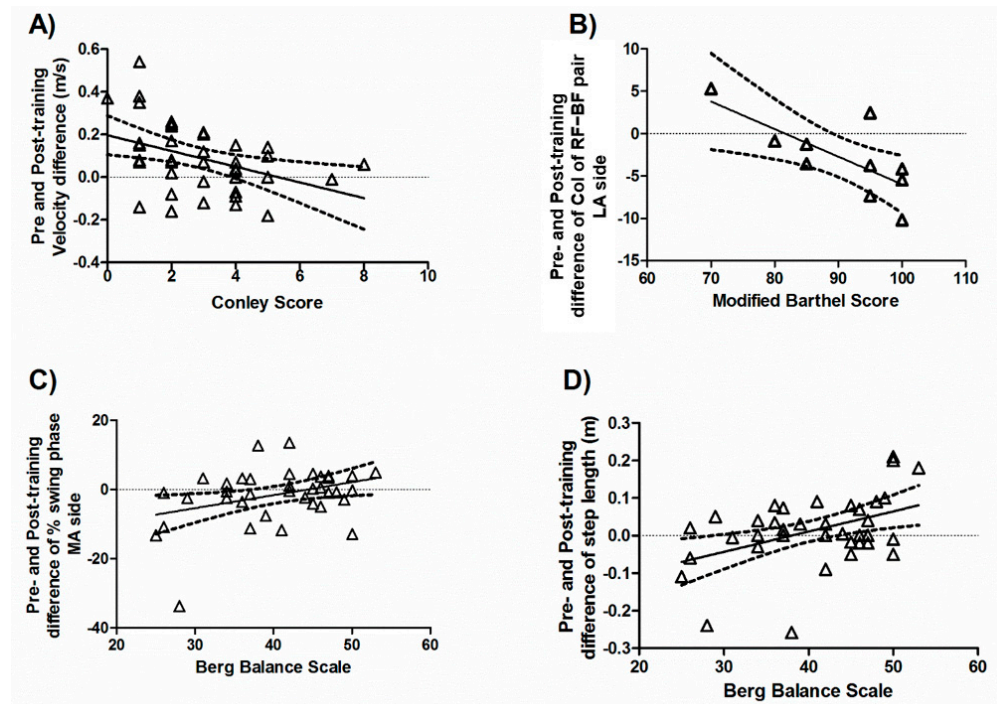 A)
Pre and Post-training
Velocity difference (m/s)
0.6
0.4
0.2
0.0
-0.2
-0.4
0 2 4 6 8 10
Conley Score
B)
Pre- and Post-training
difference of CoI of RF-BF pair
LA side
10
5
0
-5
-10
-15
60 70 80 90 100 110
Modified Barthel Score
C)
Pre- and Post-training
difference of % swing phase
MA side
20
0
-20
-40
20 30 40 50 60
Berg Balance Scale
D)
Pre- and Post-training
difference of step length (m)
0.3
0.2
0.1
0.0
-0.1
-0.2
-0.3
20 30 40 50 60
Berg Balance Scale